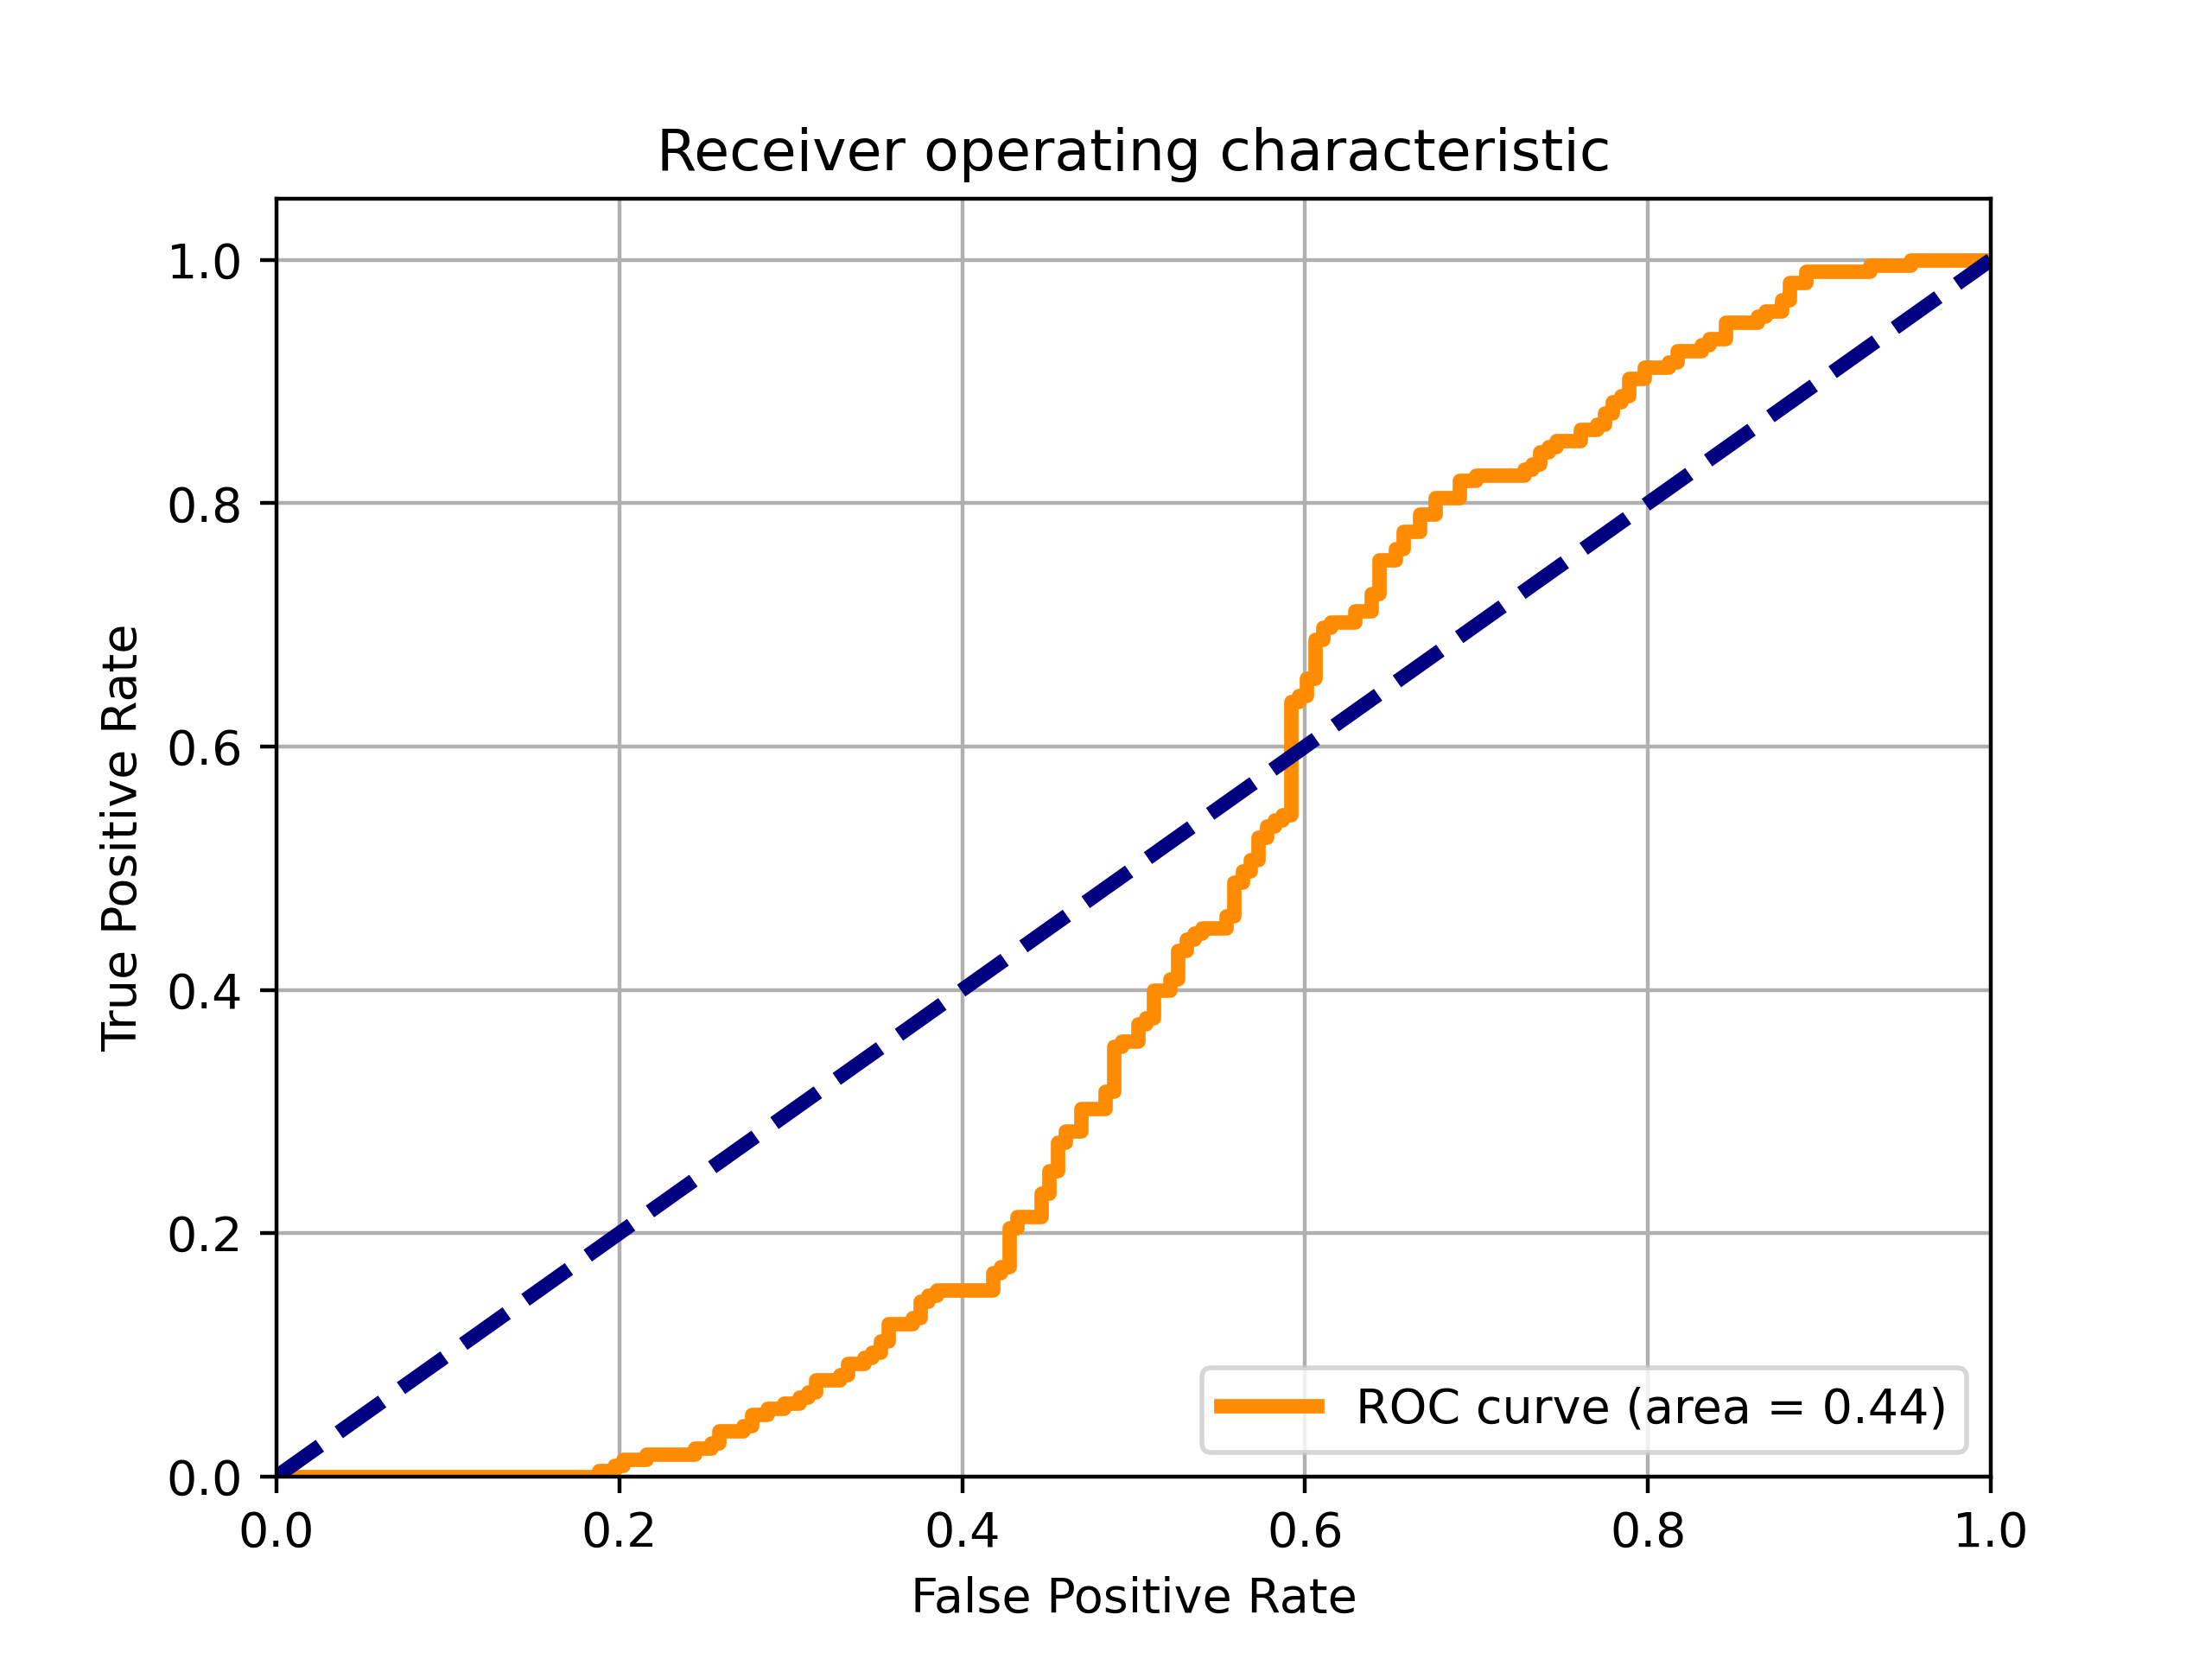 Receiver operating characteristic
1.0
0.8
0.6
0.4
0.2
0.0
True Positive Rate
ROC curve (area = 0.44)
0.0 0.2 0.4 0.6 0.8 1.0
False Positive Rate